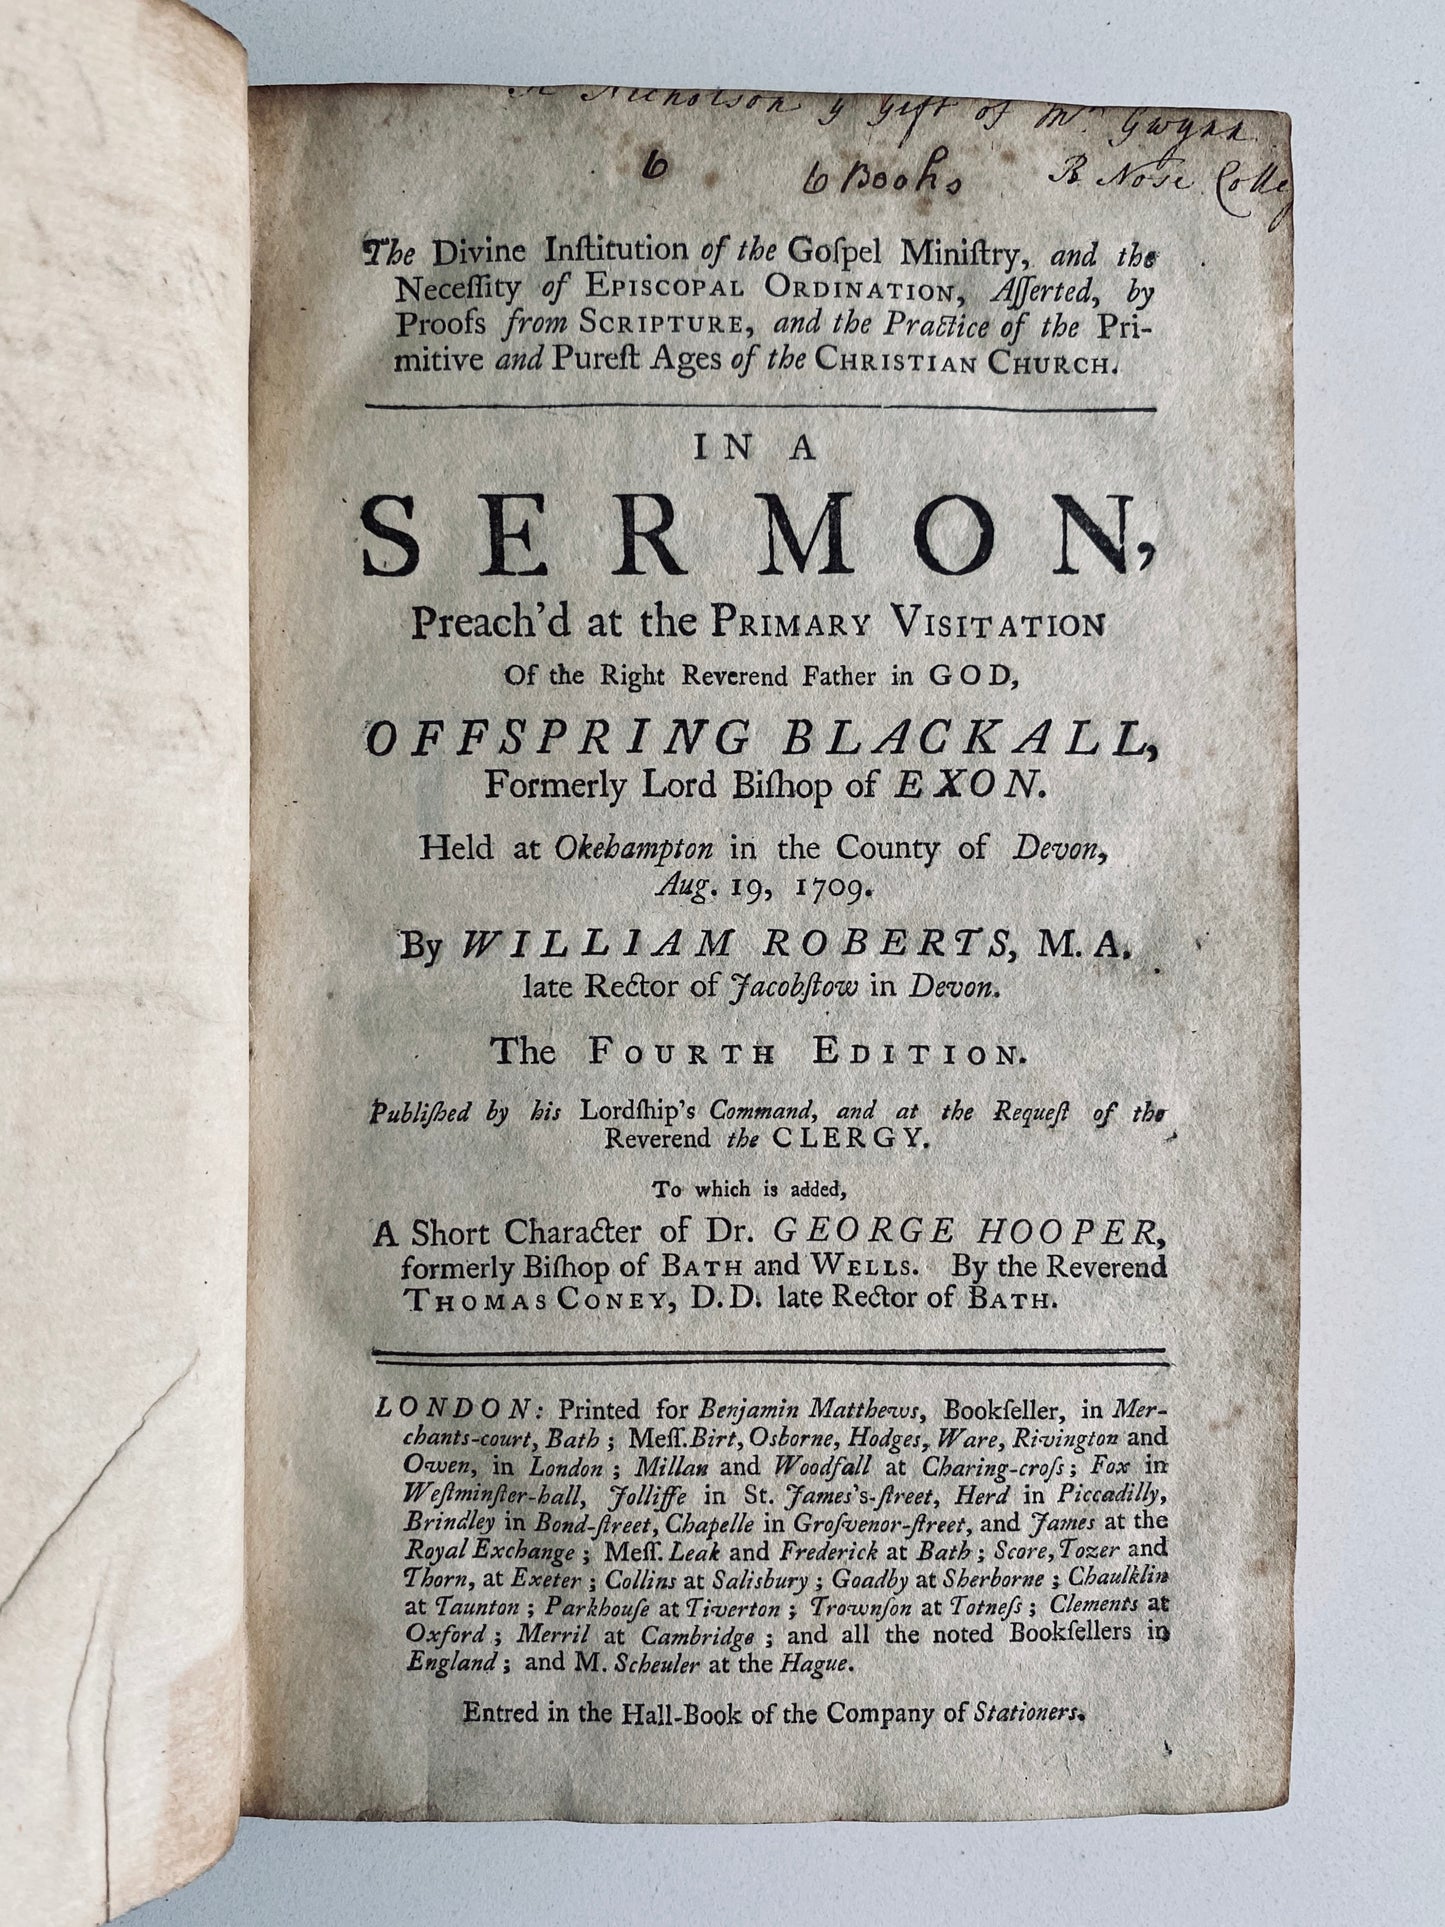 Nicholson y Gift of Mr. Gwynn
6 6 Books B Nose Colle
The Divine Inſtitution of the Goſpel Miniſtry, and the
Neceſſity of EPISCOPAL ORDINATION, Aſſerted, by
Proofs from SCRIPTURE, and the Practice of the Pri-
mitive and Pureſt Ages of the CHRISTIAN CHURCH.
IN A
SERMON,
Preach'd at the PRIMARY VISITATION
Of the Right Reverend Father in GOD,
OFFSPRING BLACKALL,
Formerly Lord Biſhop of EXON.
Held at Okehampton in the County of Devon,
Aug. 19, 1709.
By WILLIAM ROBERTS, M. A.
late Rector of Jacobſtow in Devon.
The FOURTH EDITION.
Publiſhed by his Lordſhip's Command, and at the Requeſt of the
Reverend the CLERGY.
To which is added,
A Short Character of Dr. GEORGE HOOPER,
formerly Biſhop of BATH and WELLS. By the Reverend
THOMAS CONEY, D.D. late Rector of BATH.
LONDON: Printed for Benjamin Matthews, Bookſeller, in Mer-
chants-court, Bath; Meſſ. Birt, Osborne, Hodges, Ware, Rivington and
Owen, in London; Millan and Woodfall at Charing-croſs; Fox in
Weſtminſter-hall, Jolliffe in St. James's-ſtreet, Herd in Piccadilly,
Brindley in Bond-ſtreet, Chapelle in Groſvenor-ſtreet, and James at the
Royal Exchange; Meſſ. Leak and Frederick at Bath; Score, Tozer and
Thorn, at Exeter; Collins at Salisbury; Goadby at Sherborne; Chaulklin
at Taunton; Parkhouſe at Tiverton; Trownſon at Totneſs; Clements at
Oxford; Merril at Cambridge; and all the noted Bookſellers in
England; and M. Scheuler at the Hague.
Entred in the Hall-Book of the Company of Stationers.